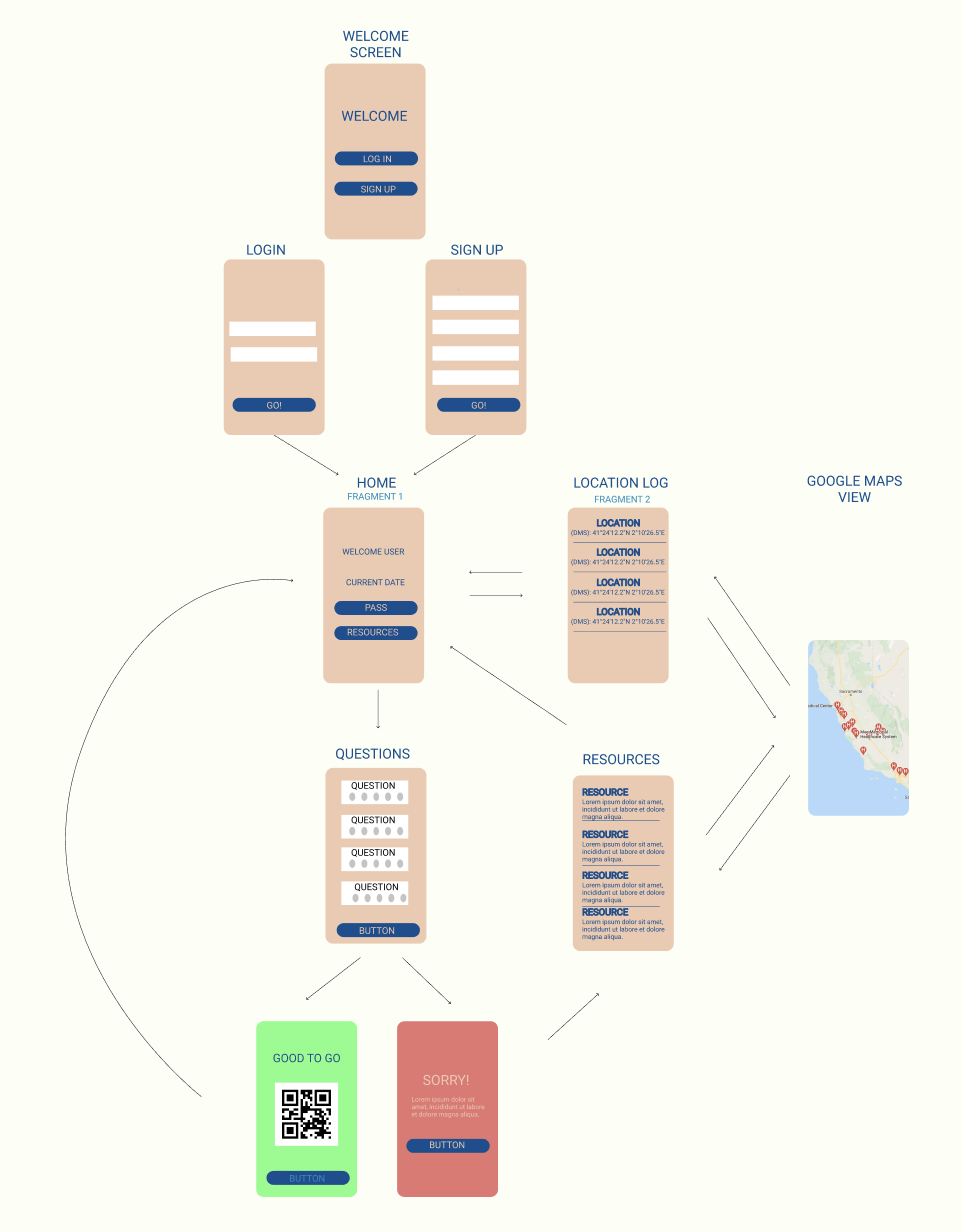 WELCOME
SCREEN
WELCOME
LOG IN
SIGN UP
LOGIN
SIGN UP
GO!
GO!
HOME
FRAGMENT 1
WELCOME USER
CURRENT DATE
PASS
RESOURCES
LOCATION LOG
FRAGMENT 2
LOCATION
(DMS): 41°24'12.2"N 2°10'26.5"E
LOCATION
(DMS): 41°24'12.2"N 2°10'26.5"E
LOCATION
(DMS): 41°24'12.2"N 2°10'26.5"E
LOCATION
(DMS): 41°24'12.2"N 2°10'26.5"E
GOOGLE MAPS
VIEW
Sacramento
dical Center
Healthcare System
QUESTIONS
QUESTION
QUESTION
QUESTION
QUESTION
BUTTON
RESOURCES
RESOURCE
Lorem ipsum dolor sit amet,
incididunt ut labore et dolore
magna aliqua.
RESOURCE
Lorem ipsum dolor sit amet,
incididunt ut labore et dolore
magna aliqua.
RESOURCE
Lorem ipsum dolor sit amet,
incididunt ut labore et dolore
magna aliqua.
RESOURCE
Lorem ipsum dolor sit amet,
incididunt ut labore et dolore
magna aliqua.
GOOD TO GO
BUTTON
SORRY!
Lorem ipsum dolor sit
amet, incididunt ut labore
et dolore magna aliqua.
BUTTON